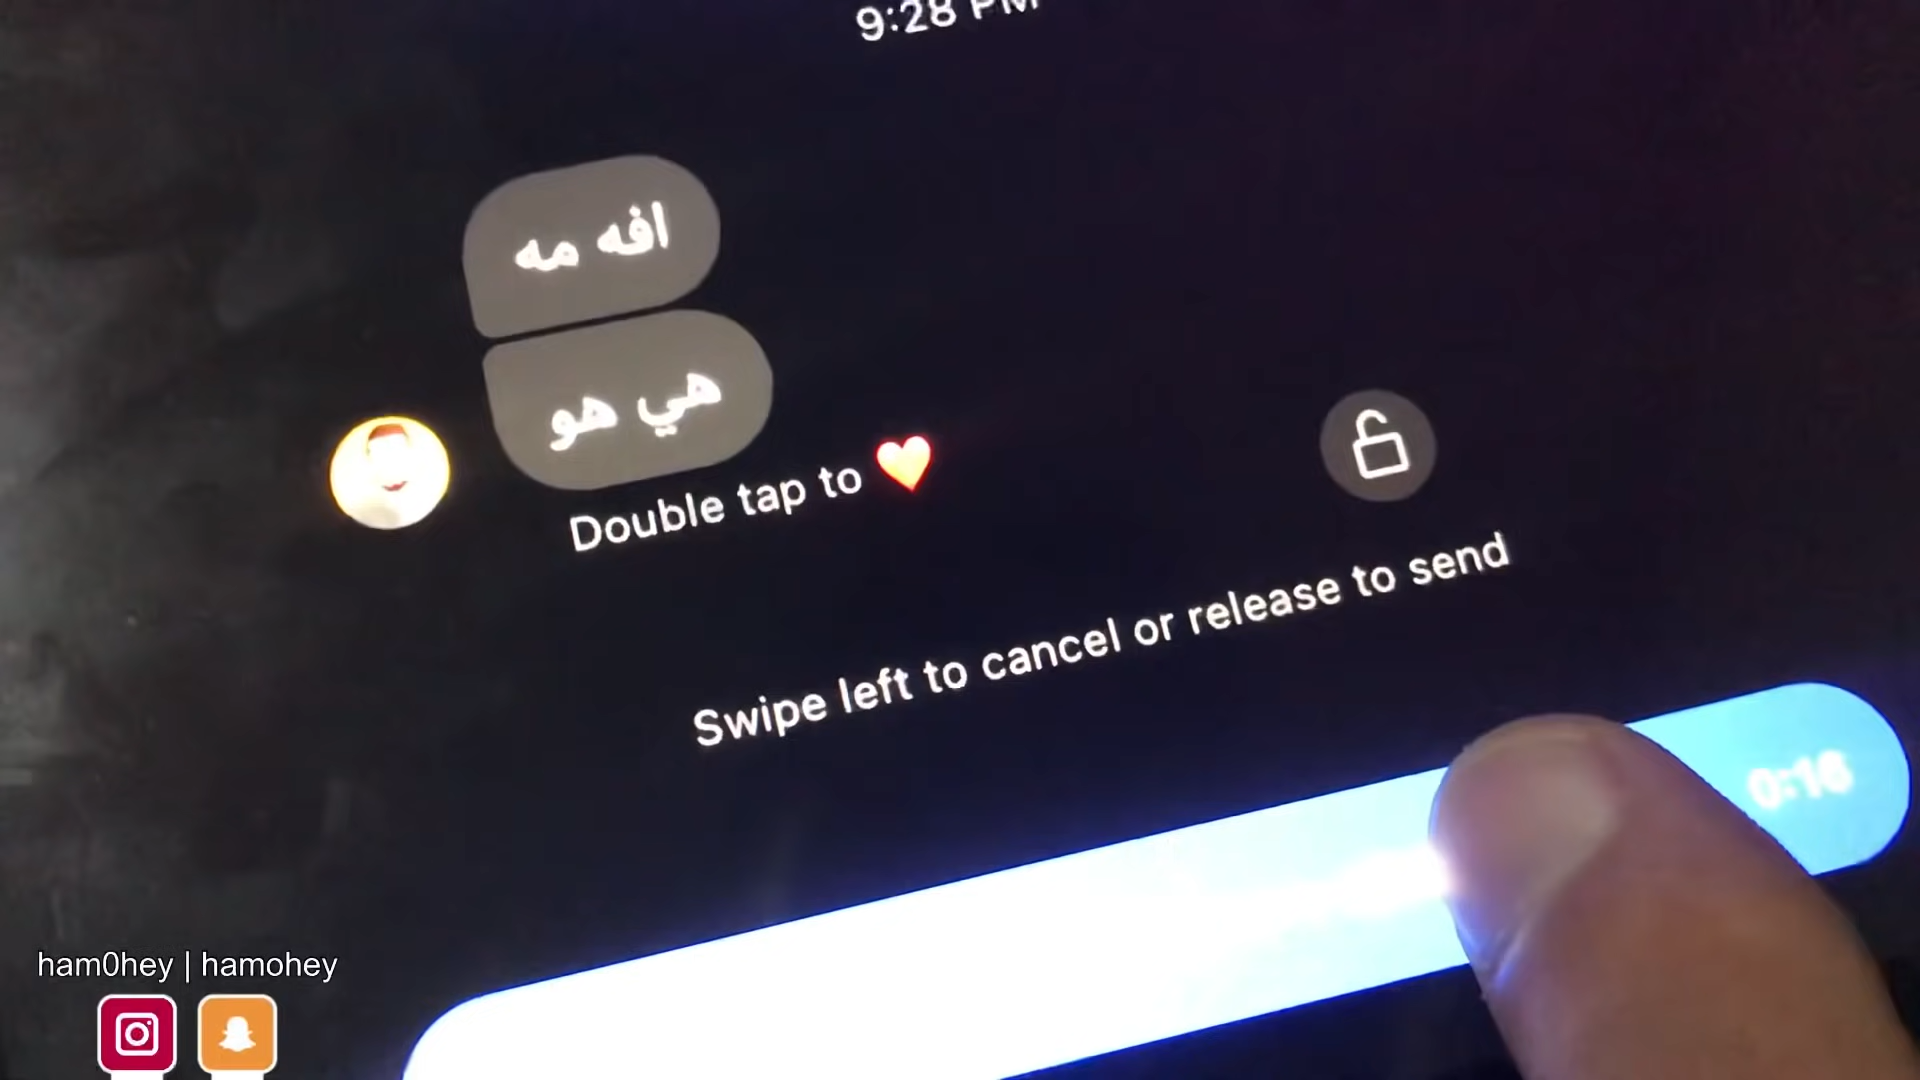 9:28 PM
افه مه
هي هو
Double tap to ❤️
Swipe left to cancel or release to send
0:16
ham0hey | hamohey